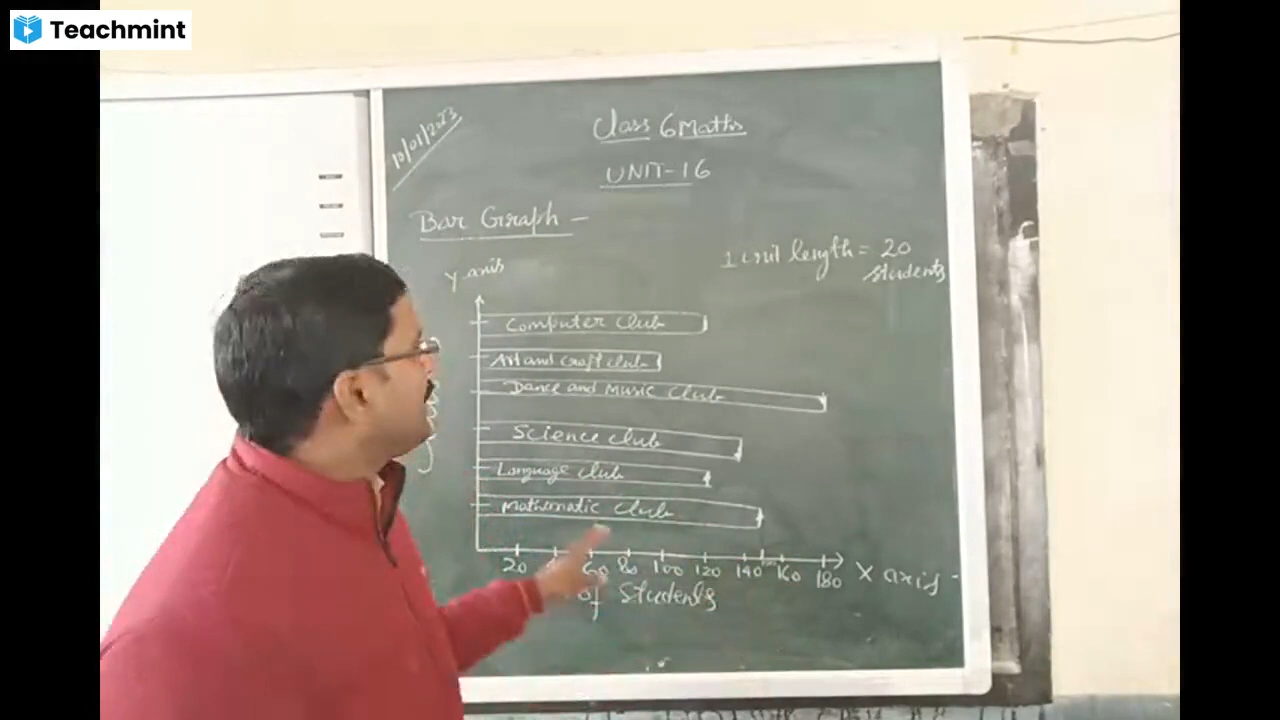 Teachmint
10/01/2023
Class 6 Maths
UNIT-16
Bar Graph -
1 unit length = 20
students
y axis
Computer Club
Art and Craft Club
Dance and Music Club
Science Club
Language Club
Mathematic Club
20 60 80 100 120 140 160 180 X axis
of Students